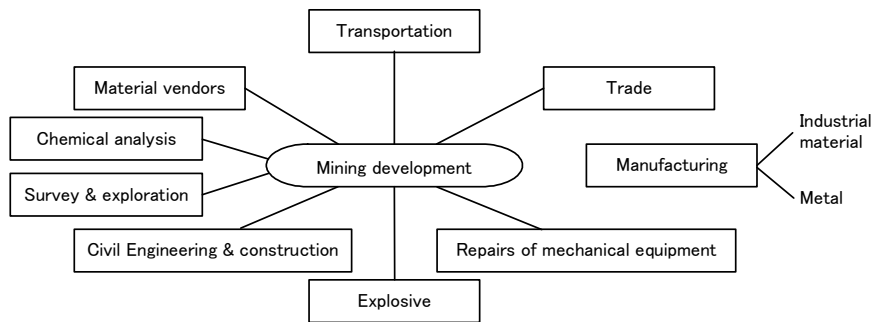 Transportation
Material vendors
Trade
Chemical analysis
Industrial
material
Mining development
Manufacturing
Survey & exploration
Metal
Civil Engineering & construction
Repairs of mechanical equipment
Explosive